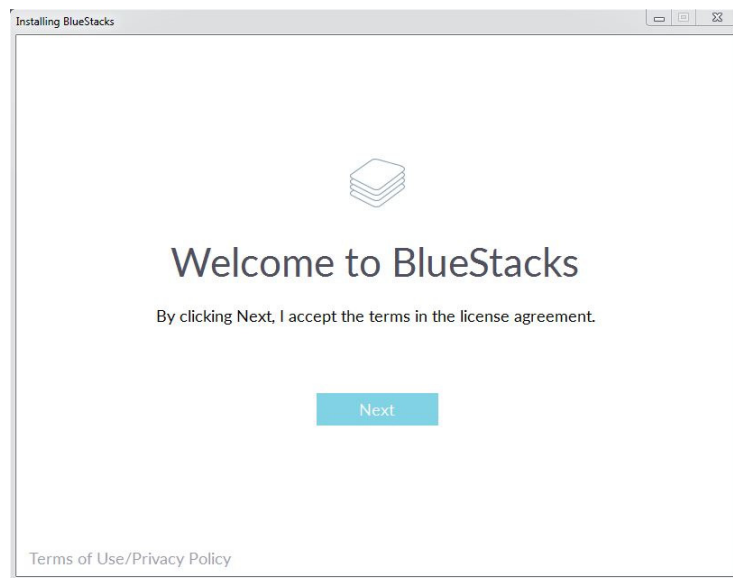 Installing BlueStacks
Welcome to BlueStacks
By clicking Next, I accept the terms in the license agreement.
Next
Terms of Use/Privacy Policy